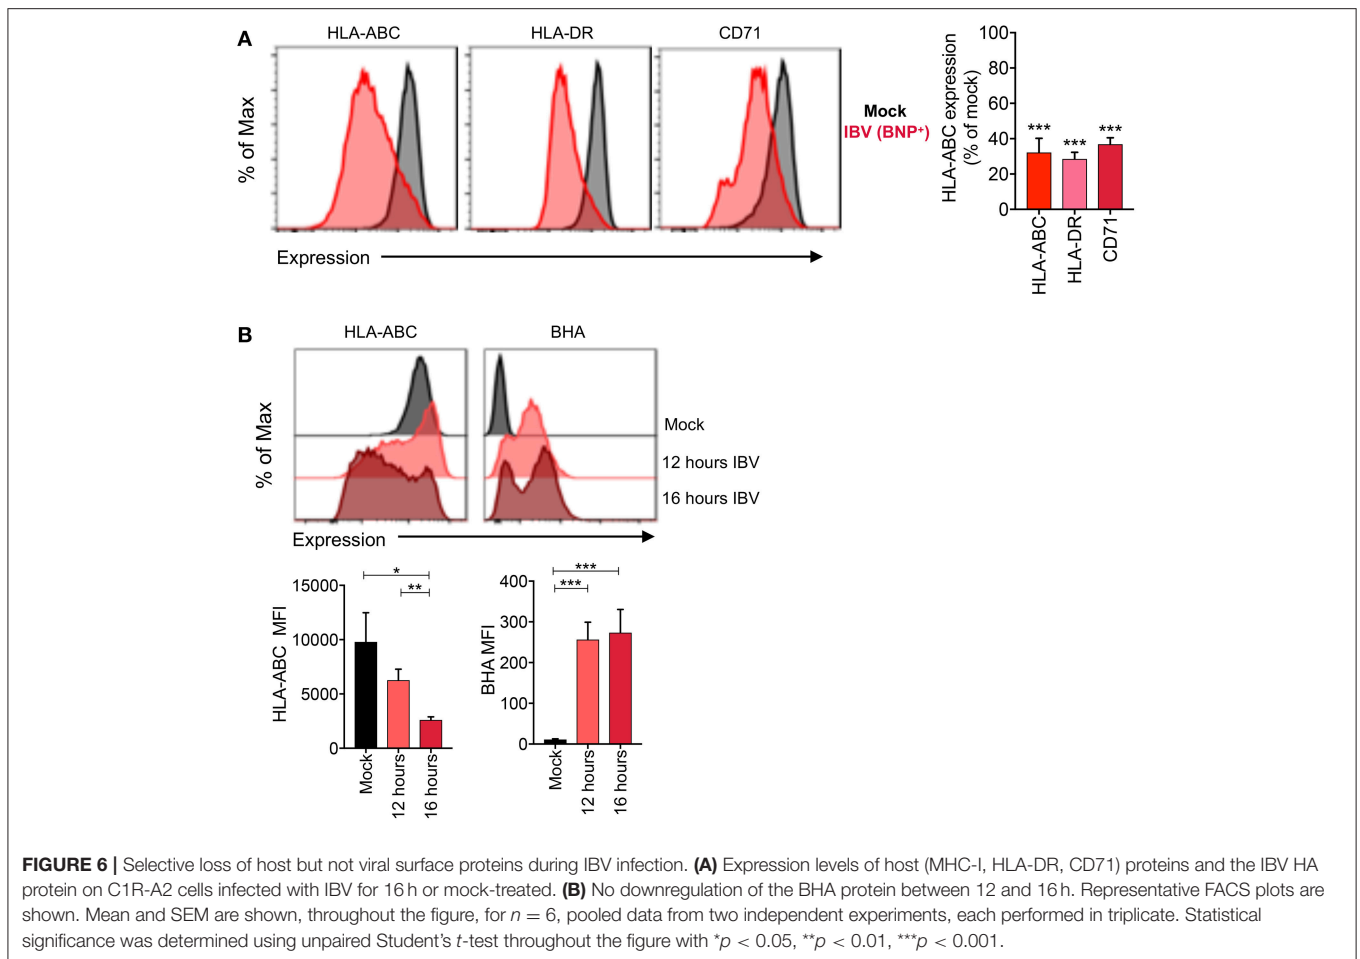 A
HLA-ABC
HLA-DR
CD71
% of Max
Mock
IBV (BNP+)
Expression
HLA-ABC expression
(% of mock)
100
80
60
40
20
0
***
***
***
HLA-ABC
HLA-DR
CD71
B
HLA-ABC
BHA
% of Max
Mock
12 hours IBV
16 hours IBV
Expression
HLA-ABC MFI
15000
10000
5000
0
*
**
Mock
12 hours
16 hours
BHA MFI
400
300
200
100
0
***
***
Mock
12 hours
16 hours
FIGURE 6 | Selective loss of host but not viral surface proteins during IBV infection. (A) Expression levels of host (MHC-I, HLA-DR, CD71) proteins and the IBV HA
protein on C1R-A2 cells infected with IBV for 16 h or mock-treated. (B) No downregulation of the BHA protein between 12 and 16 h. Representative FACS plots are
shown. Mean and SEM are shown, throughout the figure, for n = 6, pooled data from two independent experiments, each performed in triplicate. Statistical
significance was determined using unpaired Student's t-test throughout the figure with *p < 0.05, **p < 0.01, ***p < 0.001.